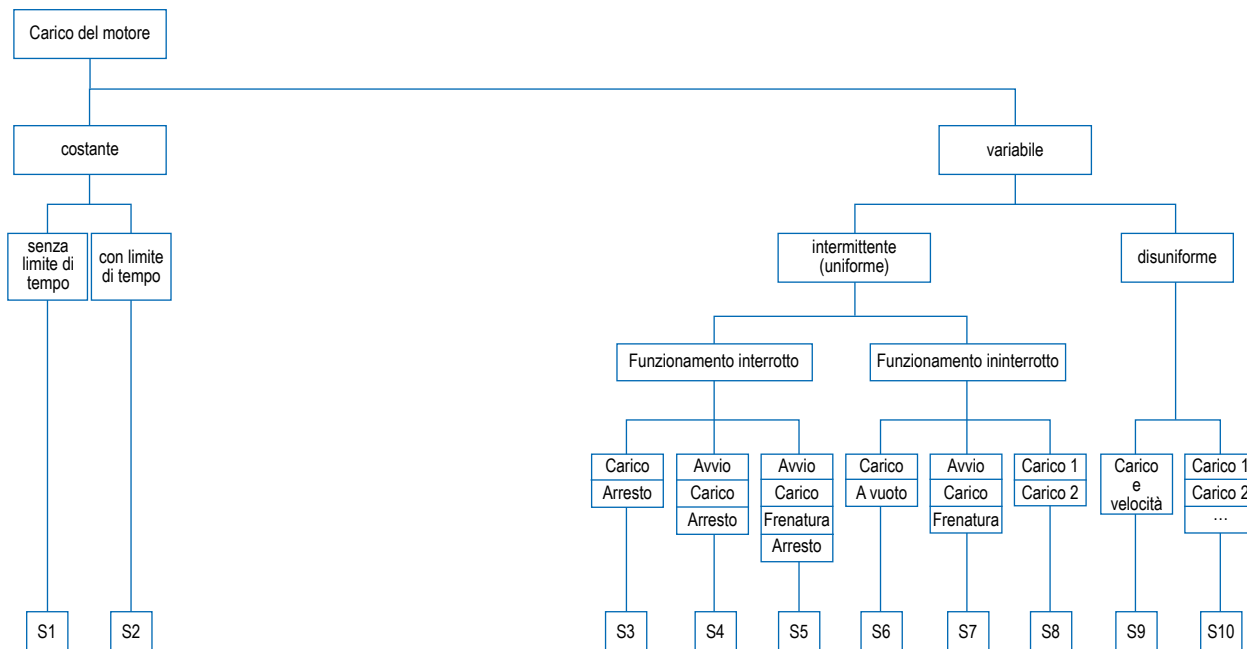 Carico del motore
costante
variabile
senza
limite di
tempo
con limite
di tempo
intermittente
(uniforme)
disuniforme
Funzionamento interrotto
Funzionamento ininterrotto
Carico
Arresto
Avvio
Carico
Arresto
Avvio
Carico
Frenatura
Arresto
Carico
A vuoto
Avvio
Carico
Frenatura
Carico 1
Carico 2
Carico
e
velocità
Carico 1
Carico 2
…
S1
S2
S3
S4
S5
S6
S7
S8
S9
S10